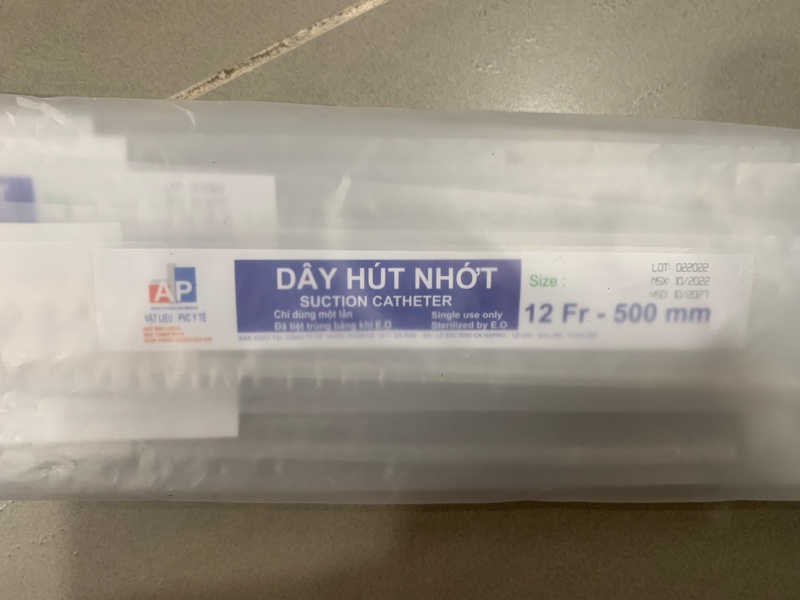 AP
VẬT LIỆU : PVC Y TẾ
DÂY HÚT NHỚT
SUCTION CATHETER
Chỉ dùng một lần
Đã tiệt trùng bằng khí E.O
Single use only
Sterilized by E.O
Size :
12 Fr - 500 mm
LOT: 022022
NSX: 10/2022
HSD: 10/2027